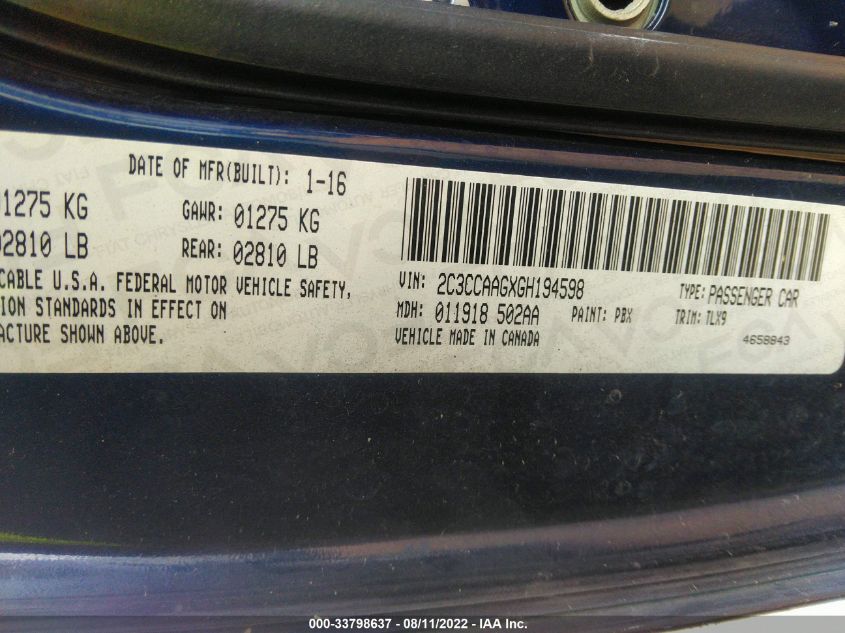 DATE OF MFR(BUILT): 1-16
01275 KG GAWR: 01275 KG
02810 LB REAR: 02810 LB
CABLE U.S.A. FEDERAL MOTOR VEHICLE SAFETY,
ION STANDARDS IN EFFECT ON
ACTURE SHOWN ABOVE.
VIN: 2C3CCAAGXGH194598 TYPE: PASSENGER CAR
MDH: 011918 502AA PAINT: PBX TRIM: TLX9
VEHICLE MADE IN CANADA 4658843
000-33798637 - 08/11/2022 - IAA Inc.